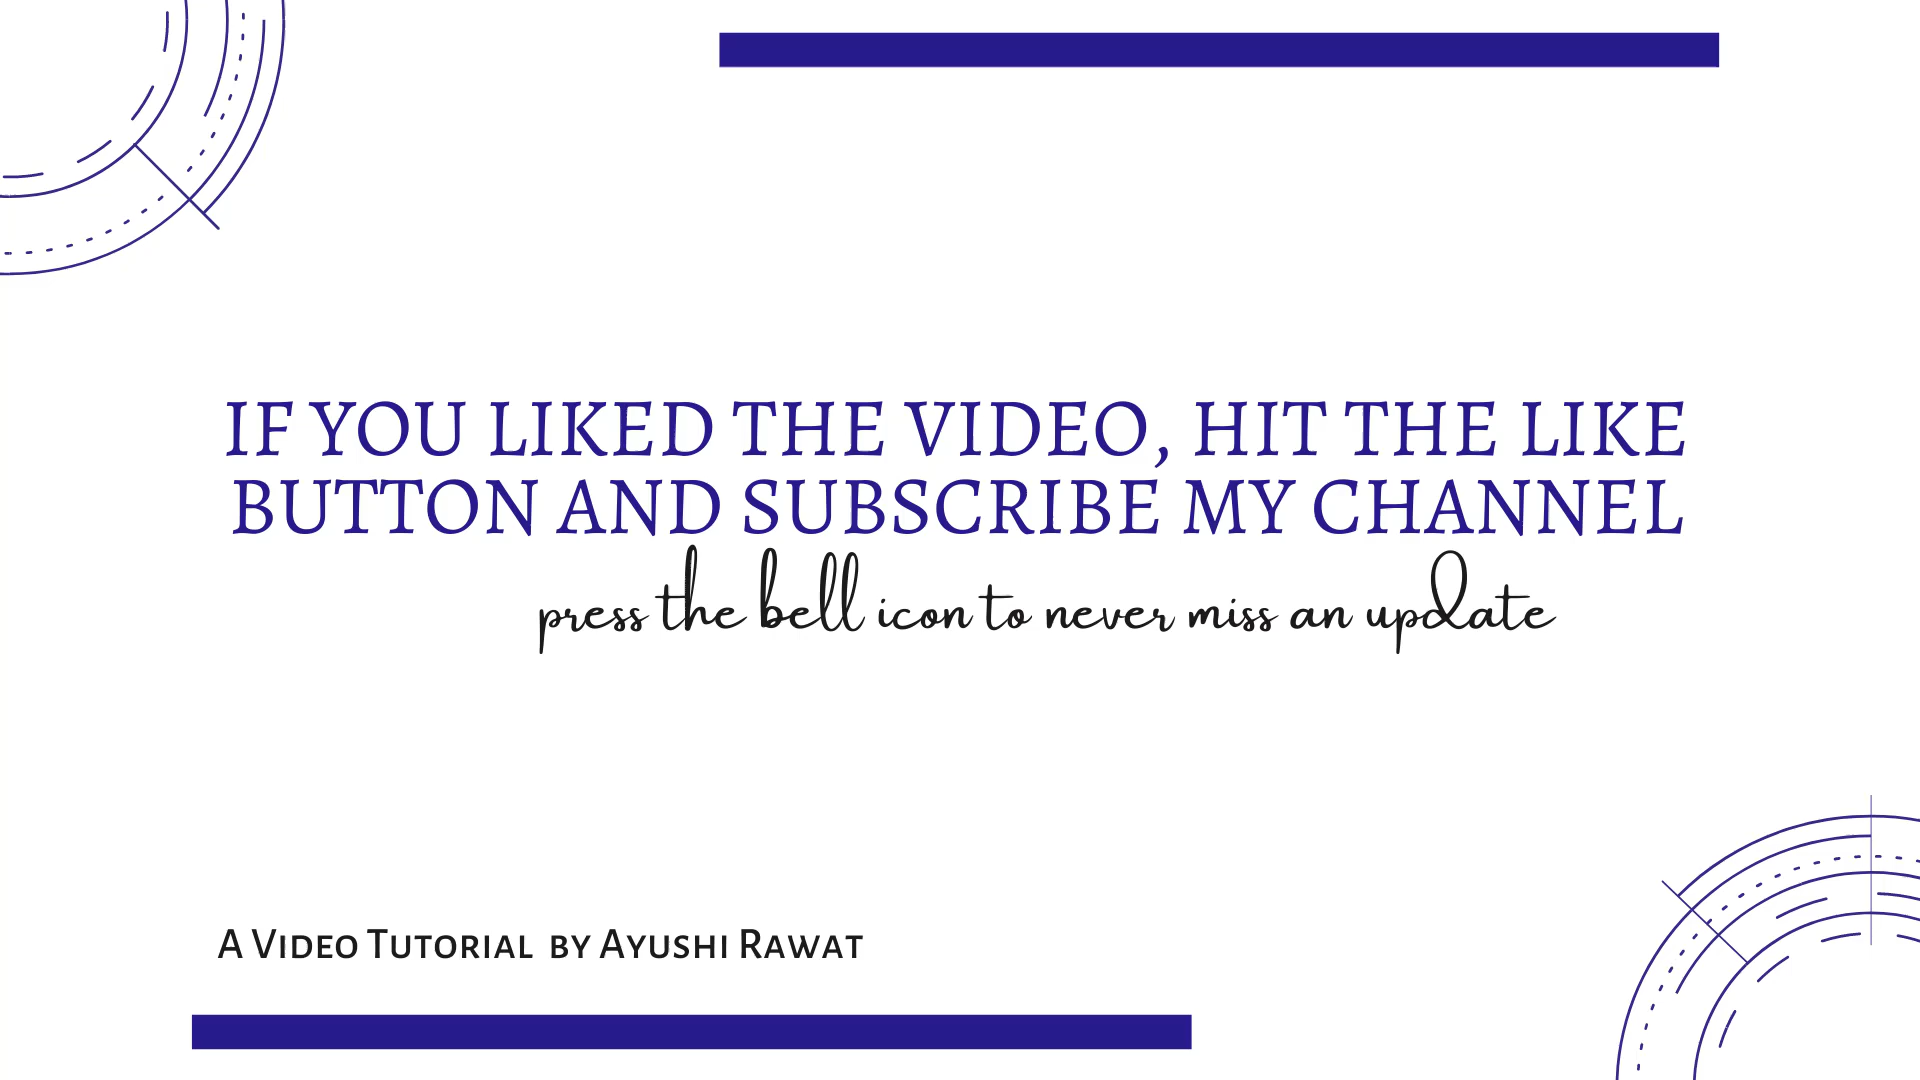 IF YOU LIKED THE VIDEO, HIT THE LIKE
BUTTON AND SUBSCRIBE MY CHANNEL
press the bell icon to never miss an update
A Video Tutorial by Ayushi Rawat